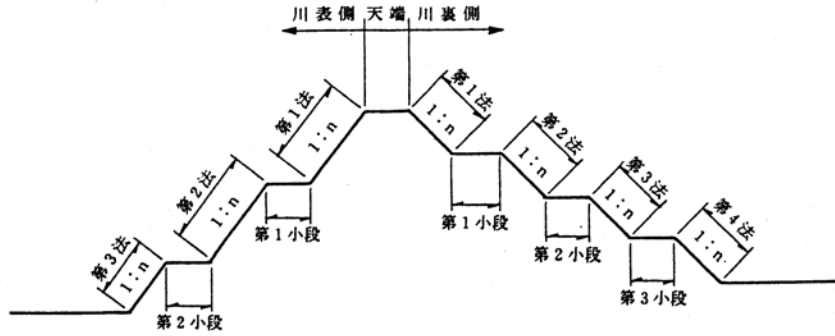 川表側 天端 川裏側
第1法
1:n
第1法
1:n
第2法
1:n
第2法
1:n
第3法
1:n
第3法
1:n
第4法
1:n
第1小段
第1小段
第2小段
第2小段
第3小段